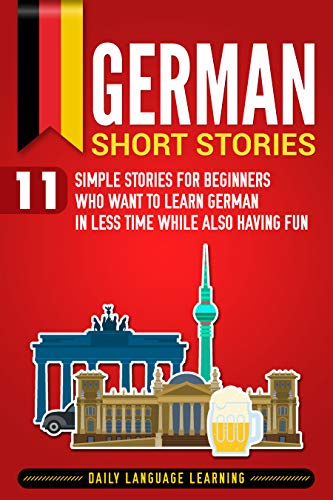 GERMAN
SHORT STORIES
11
SIMPLE STORIES FOR BEGINNERS
WHO WANT TO LEARN GERMAN
IN LESS TIME WHILE ALSO HAVING FUN
DAILY LANGUAGE LEARNING